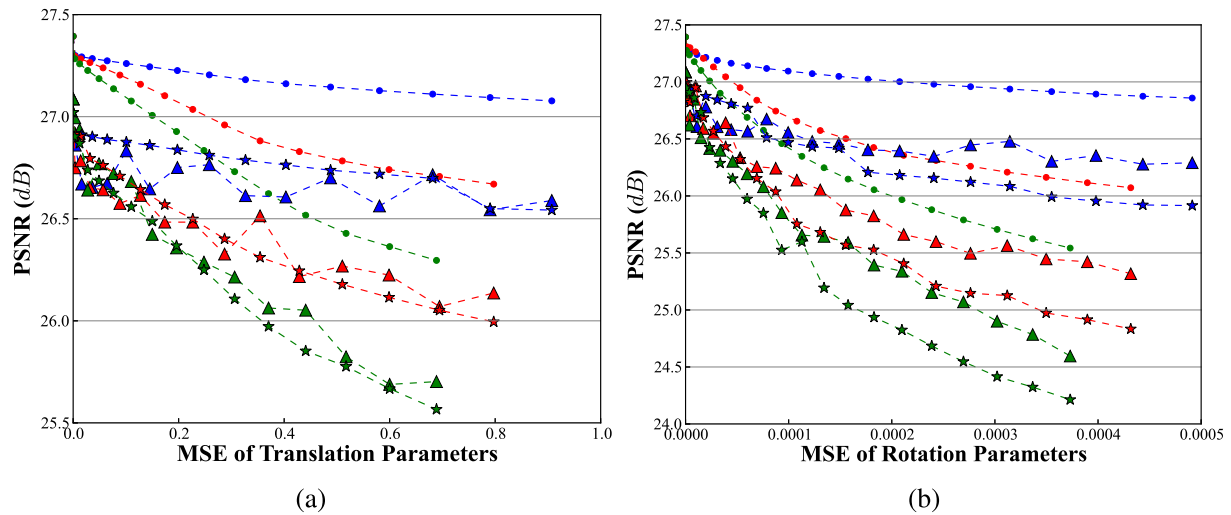 27.5
27.0
26.5
26.0
25.5
PSNR (dB)
0.0 0.2 0.4 0.6 0.8 1.0
MSE of Translation Parameters
(a)
27.5
27.0
26.5
26.0
25.5
25.0
24.5
24.0
PSNR (dB)
0.0000 0.0001 0.0002 0.0003 0.0004 0.0005
MSE of Rotation Parameters
(b)